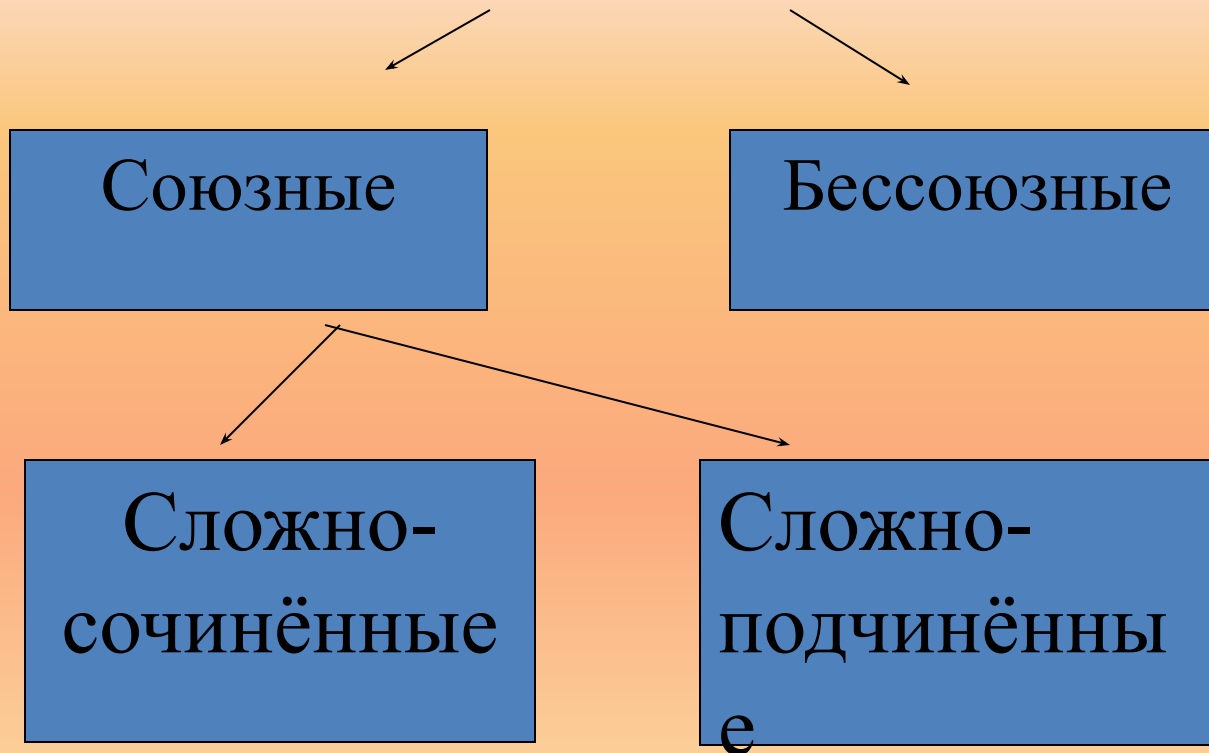 Союзные
Бессоюзные
Сложно-
сочинённые
Сложно-
подчинённы
е